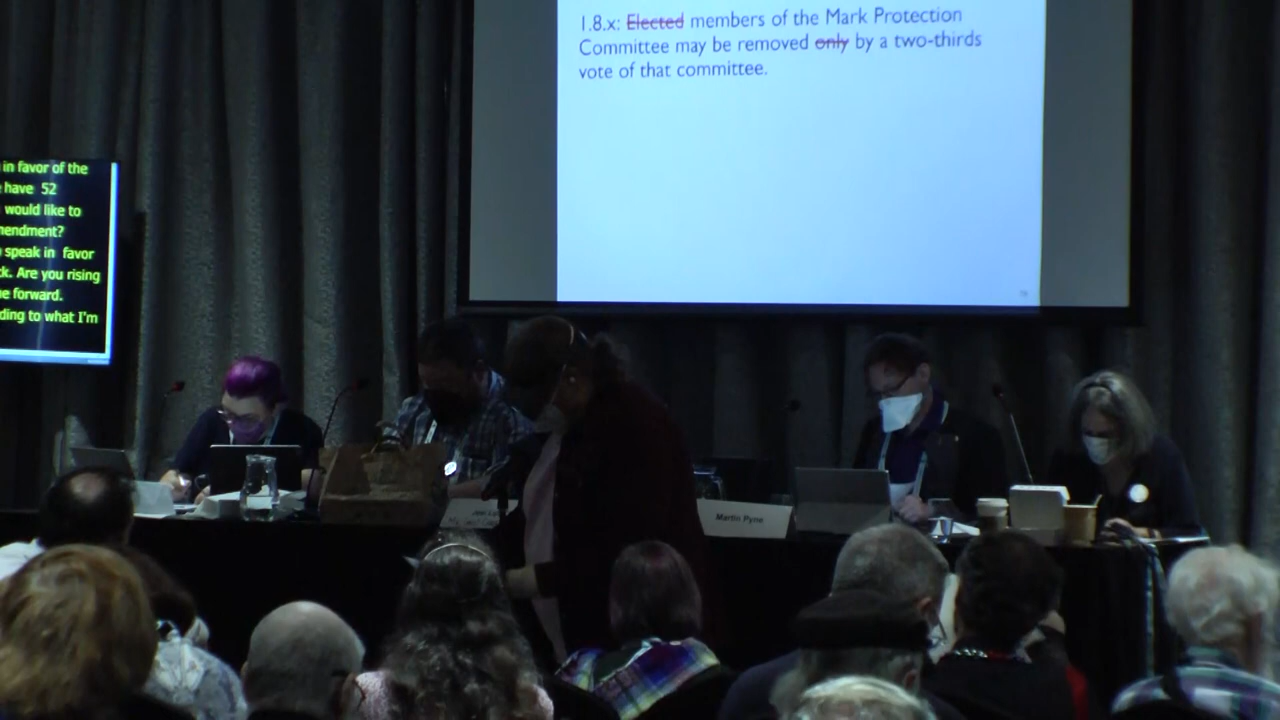 1.8.x: Elected members of the Mark Protection
Committee may be removed only by a two-thirds
vote of that committee.
in favor of the
have 52
would like to
mendment?
speak in favor
k. Are you rising
e forward.
ding to what I'm
Martin Pyne